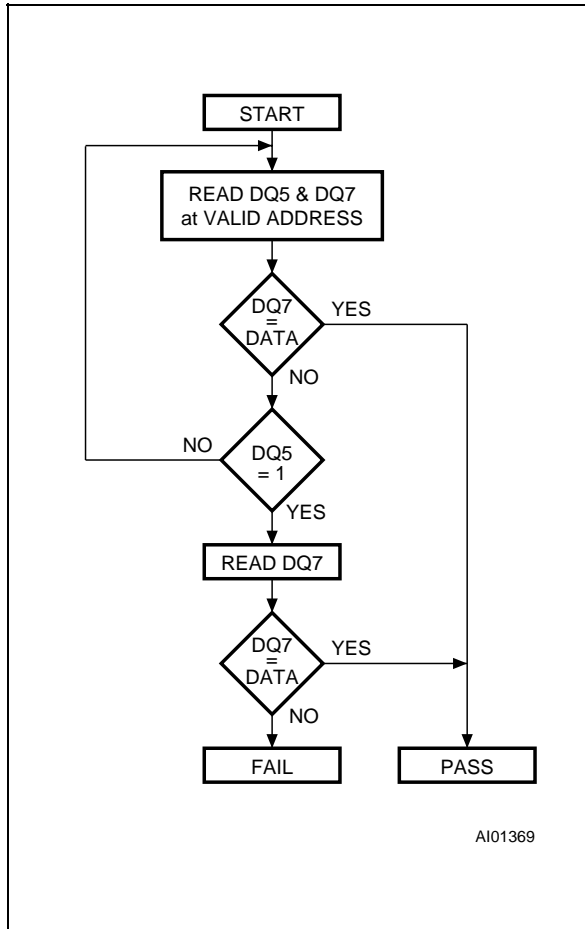 START
READ DQ5 & DQ7
at VALID ADDRESS
DQ7
=
DATA
YES
NO
DQ5
= 1
NO
YES
READ DQ7
DQ7
=
DATA
YES
NO
FAIL
PASS
AI01369